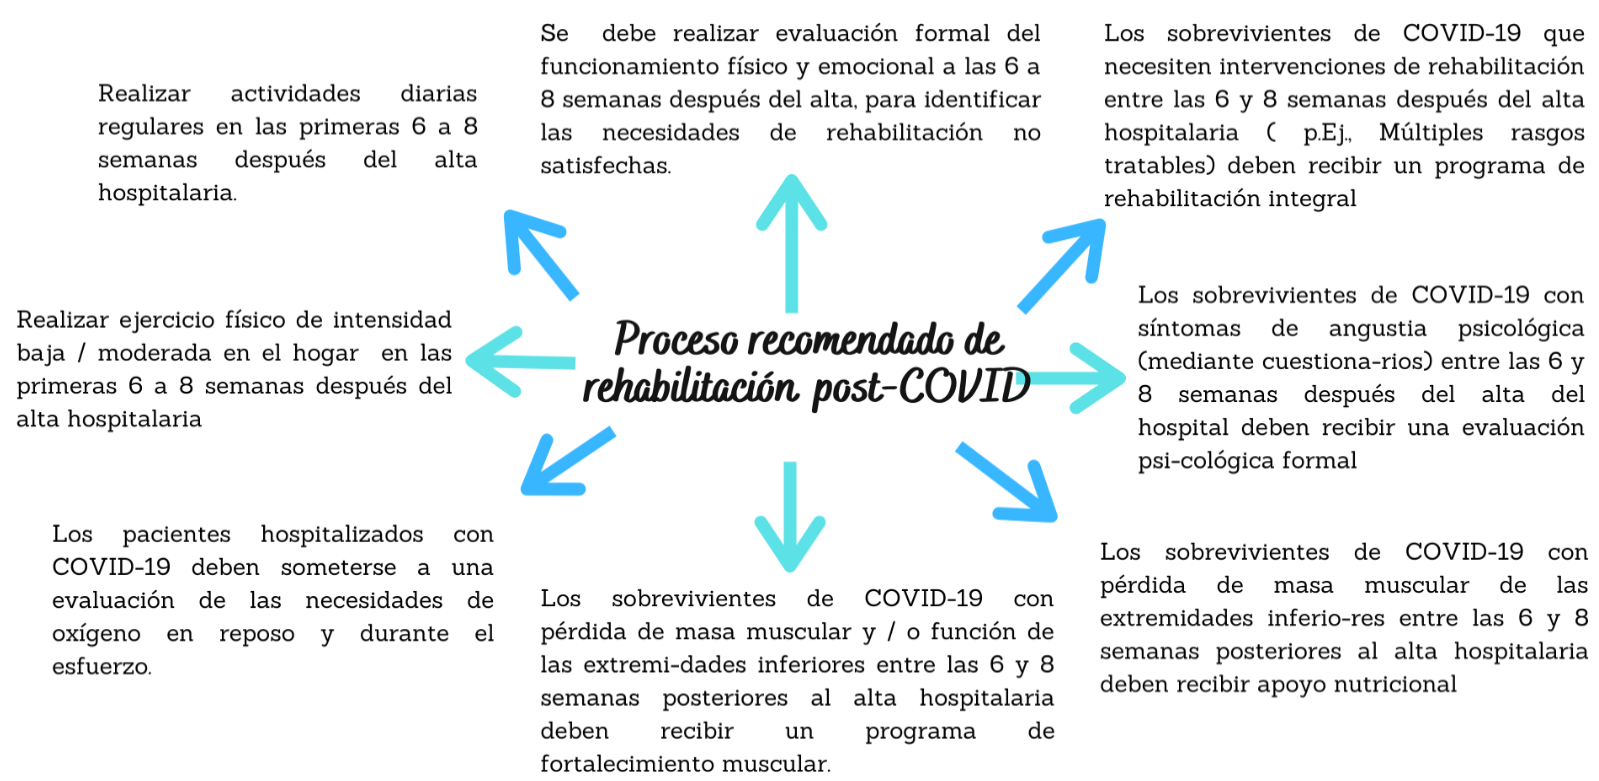 Se debe realizar evaluación formal del
funcionamiento físico y emocional a las 6 a
8 semanas después del alta, para identificar
las necesidades de rehabilitación no
satisfechas.
Los sobrevivientes de COVID-19 que
necesiten intervenciones de rehabilitación
entre las 6 y 8 semanas después del alta
hospitalaria ( p.Ej., Múltiples rasgos
tratables) deben recibir un programa de
rehabilitación integral
Realizar actividades diarias
regulares en las primeras 6 a 8
semanas después del alta
hospitalaria.
Realizar ejercicio físico de intensidad
baja / moderada en el hogar en las
primeras 6 a 8 semanas después del
alta hospitalaria
Proceso recomendado de
rehabilitación post-COVID
Los sobrevivientes de COVID-19 con
síntomas de angustia psicológica
(mediante cuestiona-rios) entre las 6 y
8 semanas después del alta del
hospital deben recibir una evaluación
psi-cológica formal
Los pacientes hospitalizados con
COVID-19 deben someterse a una
evaluación de las necesidades de
oxígeno en reposo y durante el
esfuerzo.
Los sobrevivientes de COVID-19 con
pérdida de masa muscular y / o función de
las extremi-dades inferiores entre las 6 y 8
semanas posteriores al alta hospitalaria
deben recibir un programa de
fortalecimiento muscular.
Los sobrevivientes de COVID-19 con
pérdida de masa muscular de las
extremidades inferio-res entre las 6 y 8
semanas posteriores al alta hospitalaria
deben recibir apoyo nutricional